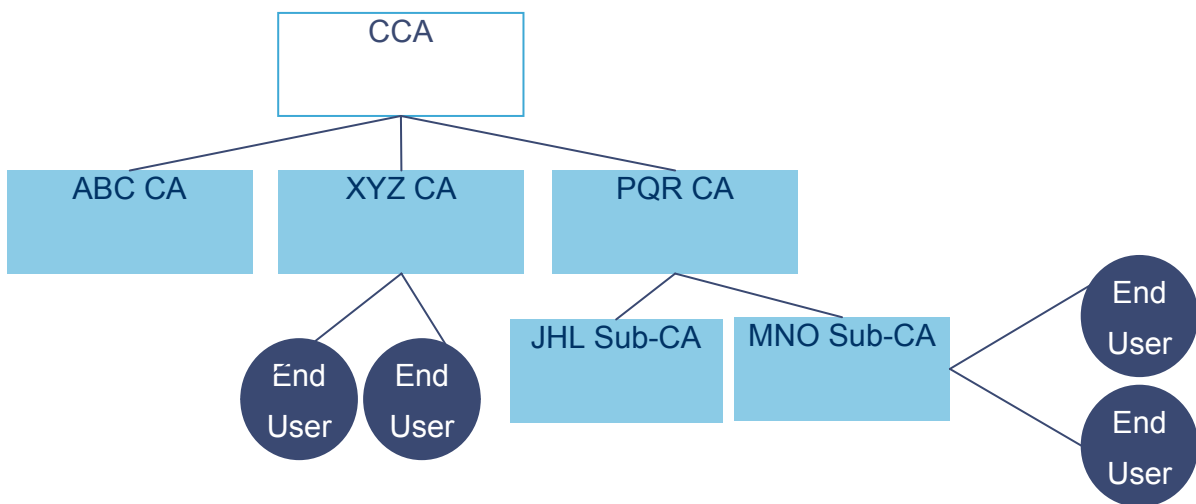 CCA
ABC CA
XYZ CA
PQR CA
JHL Sub-CA
MNO Sub-CA
End
User
End
User
End
User
End
User